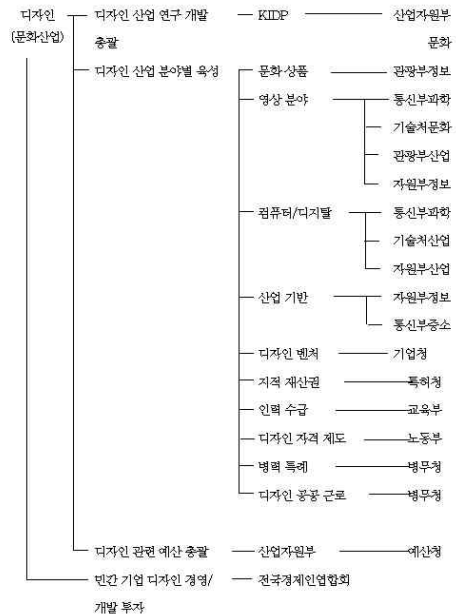 디자인
(문화산업)
디자인 산업 연구 개발
총괄
KIDP
산업자원부
문화
디자인 산업 분야별 육성
문화 상품
관광부정보
영상 분야
통신부과학
기술처문화
관광부산업
자원부정보
컴퓨터/디지탈
통신부과학
기술처산업
자원부산업
산업 기반
자원부정보
통신부중소
디자인 벤처
기업청
지적 재산권
특허청
인력 수급
교육부
디자인 자격 제도
노동부
병력 특례
병무청
디자인 공공 근로
병무청
디자인 관련 예산 총괄
산업자원부
예산청
민간 기업 디자인 경영/
개발 투자
전국경제인엽합회